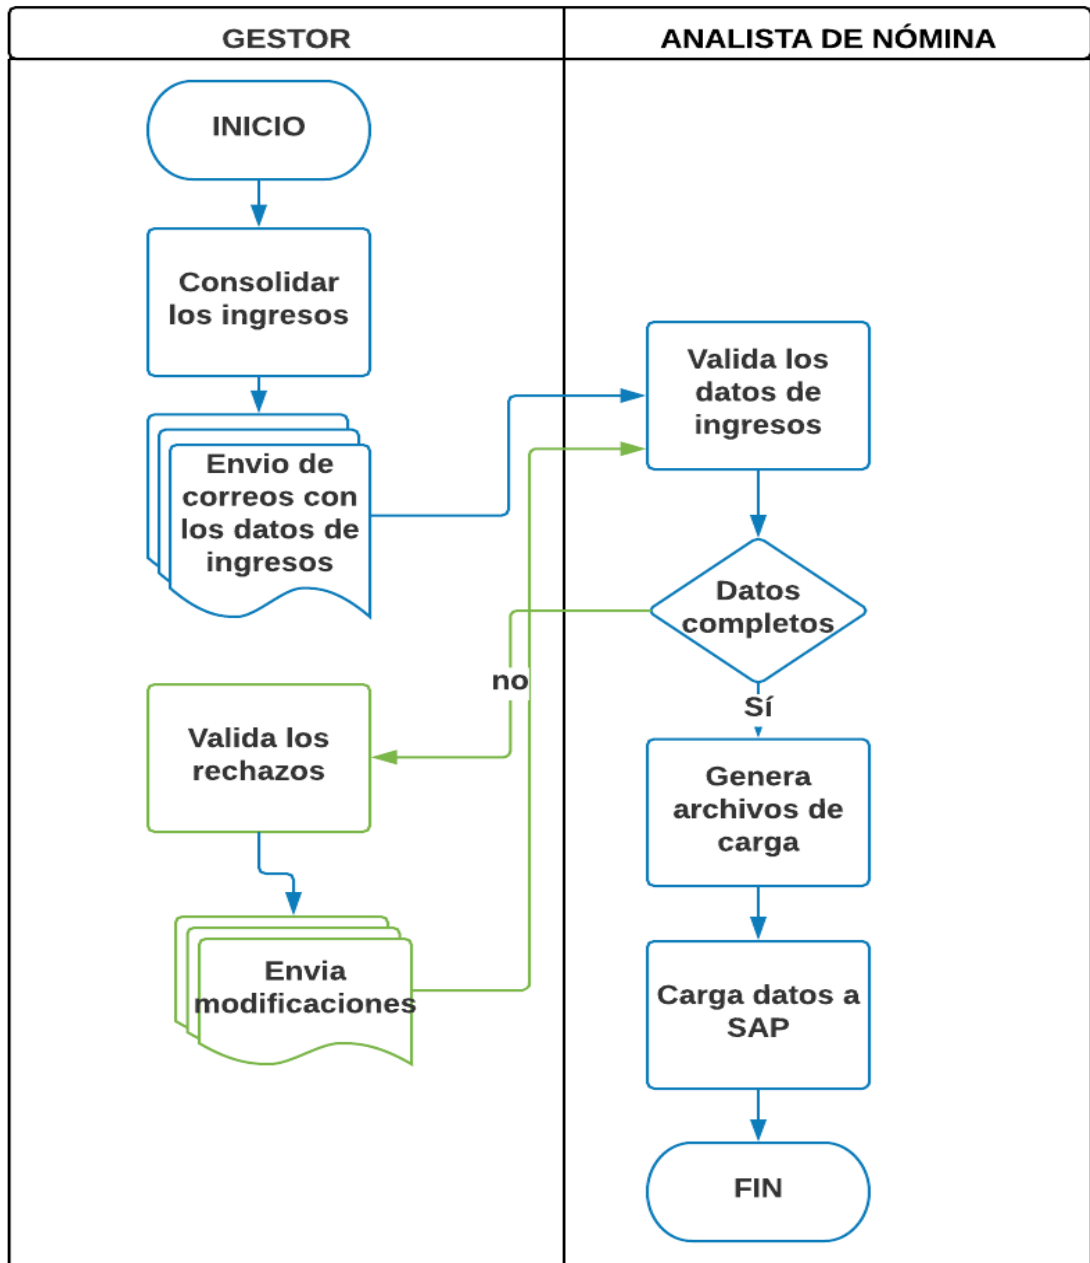 GESTOR
ANALISTA DE NÓMINA
INICIO
Consolidar
los ingresos
Envio de
correos con
los datos de
ingresos
Valida los
datos de
ingresos
Datos
completos
no
Sí
Valida los
rechazos
Envia
modificaciones
Genera
archivos de
carga
Carga datos a
SAP
FIN